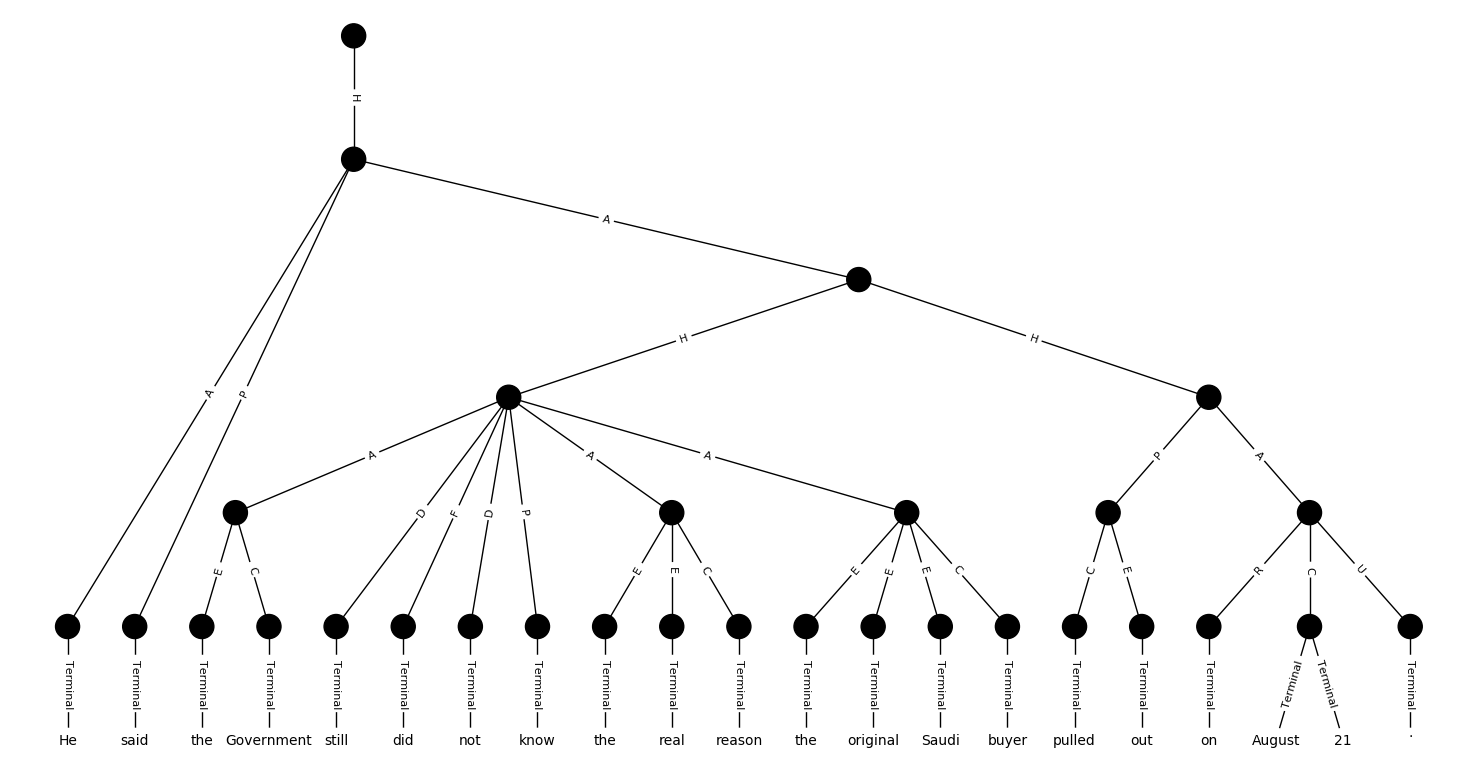 H
A
H H
A P
A A A P A
D F D P
E C E E C E E E C C E R C U
Terminal Terminal Terminal Terminal Terminal Terminal Terminal Terminal Terminal Terminal Terminal Terminal Terminal Terminal Terminal Terminal Terminal Terminal Terminal Terminal Terminal
He said the Government still did not know the real reason the original Saudi buyer pulled out on August 21 .